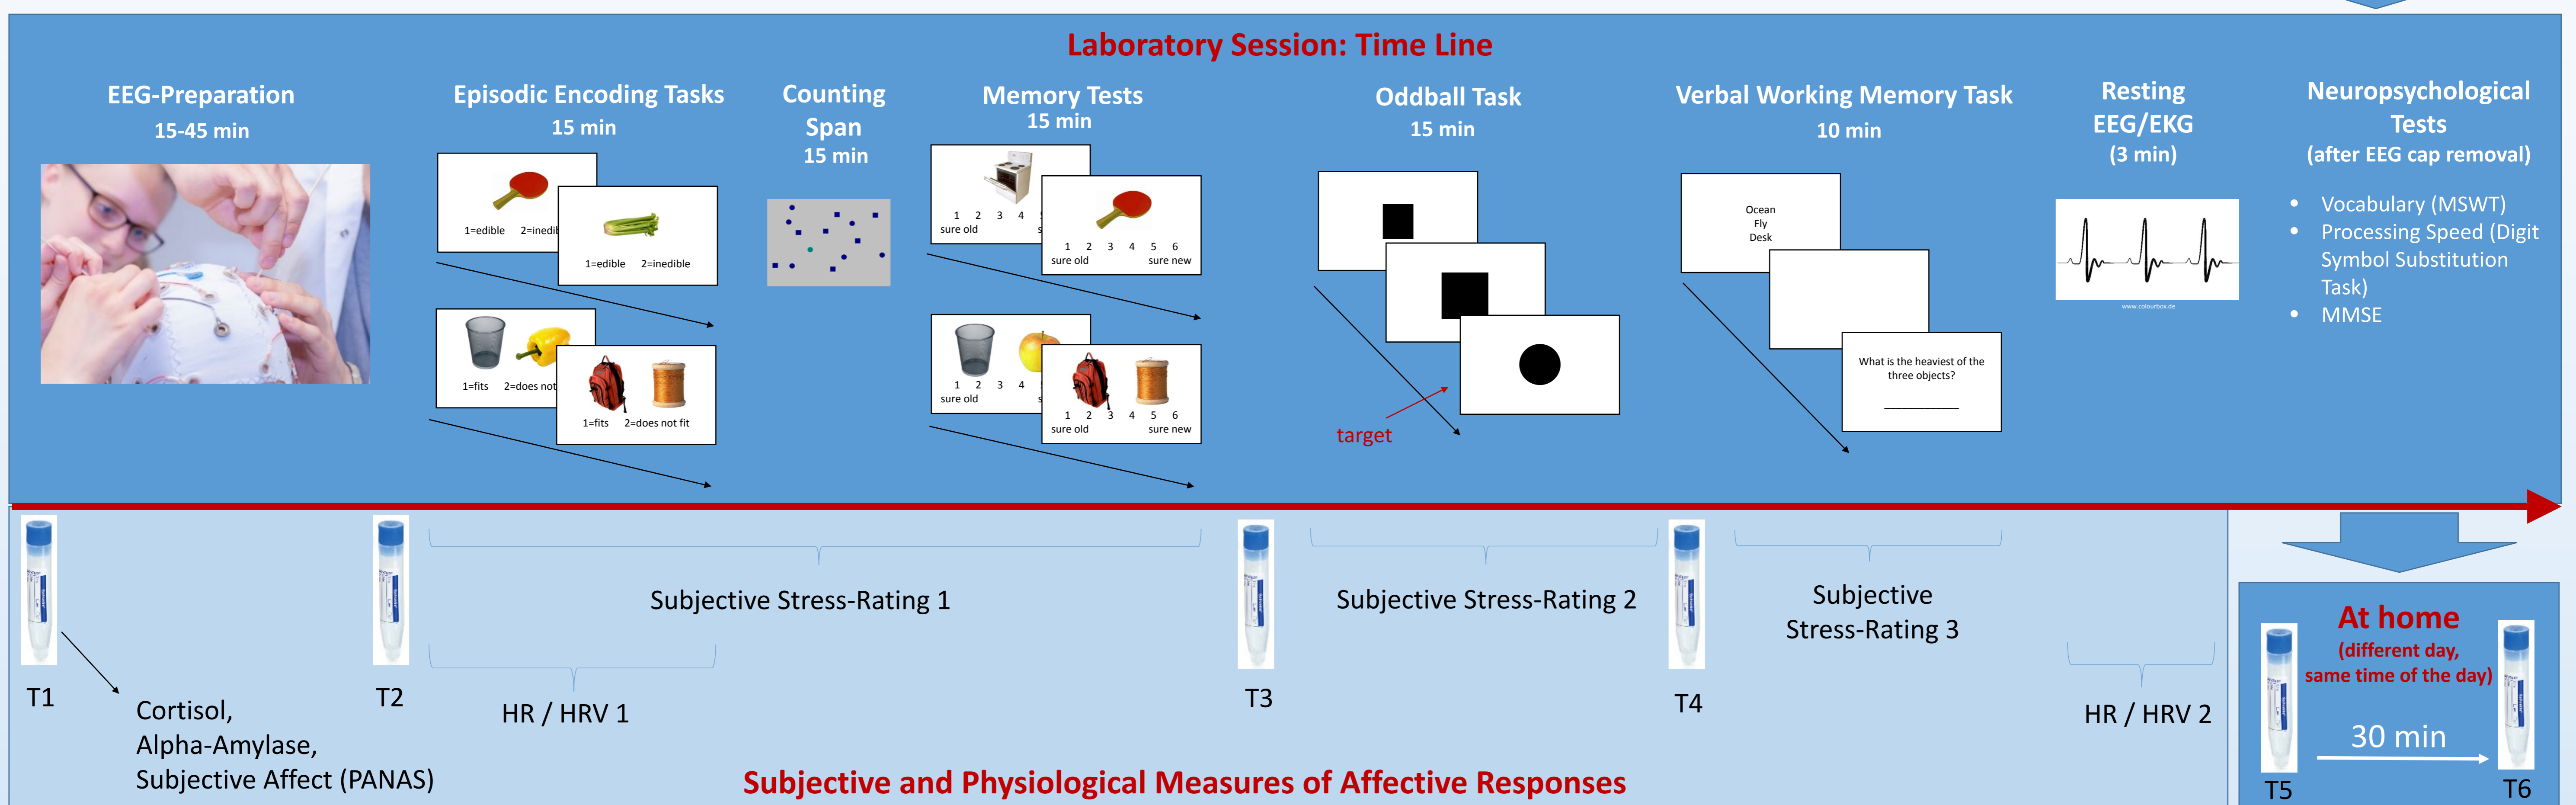 Laboratory Session: Time Line
EEG-Preparation
15-45 min
Episodic Encoding Tasks
15 min
1=edible 2=inedib
1=edible 2=inedible
1=fits 2=does not
1=fits 2=does not fit
Counting
Span
15 min
Memory Tests
15 min
1 2 3 4
sure old
1 2 3 4 5 6
sure old sure new
1 2 3 4
sure old
1 2 3 4 5 6
sure old sure new
Oddball Task
15 min
target
Verbal Working Memory Task
10 min
Ocean
Fly
Desk
What is the heaviest of the
three objects?
Resting
EEG/EKG
(3 min)
www.colourbox.de
Neuropsychological
Tests
(after EEG cap removal)
• Vocabulary (MSWT)
• Processing Speed (Digit
Symbol Substitution
Task)
• MMSE
T1
Cortisol,
Alpha-Amylase,
Subjective Affect (PANAS)
T2
Subjective Stress-Rating 1
HR / HRV 1
T3
Subjective Stress-Rating 2
T4
Subjective
Stress-Rating 3
HR / HRV 2
Subjective and Physiological Measures of Affective Responses
At home
(different day,
same time of the day)
30 min
T5
T6